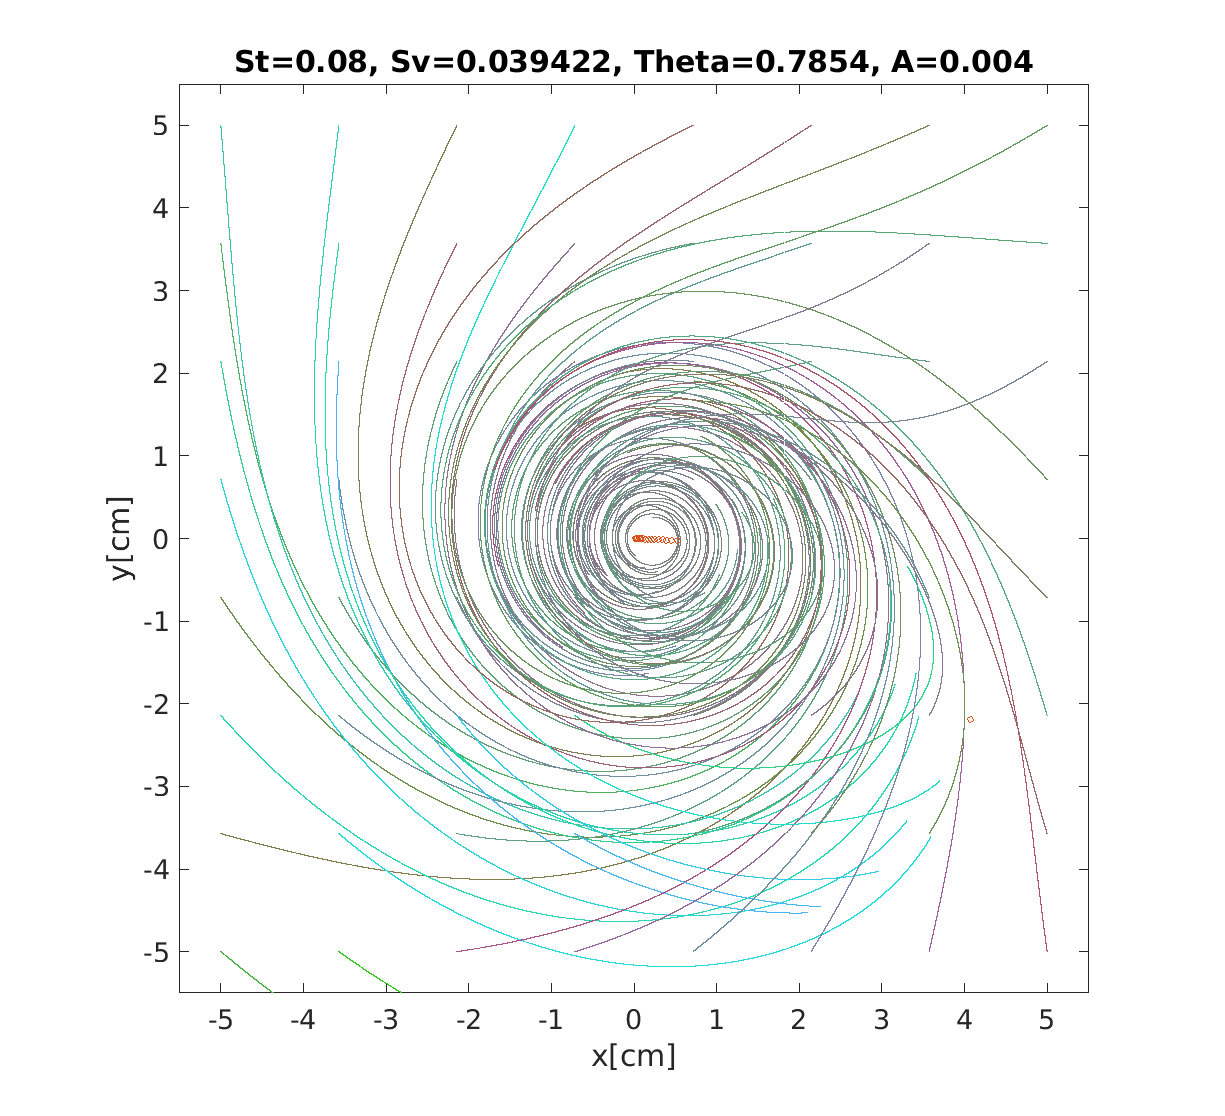 St=0.08, Sv=0.039422, Theta=0.7854, A=0.004
5
4
3
2
1
0
-1
-2
-3
-4
-5
y[cm]
-5 -4 -3 -2 -1 0 1 2 3 4 5
x[cm]